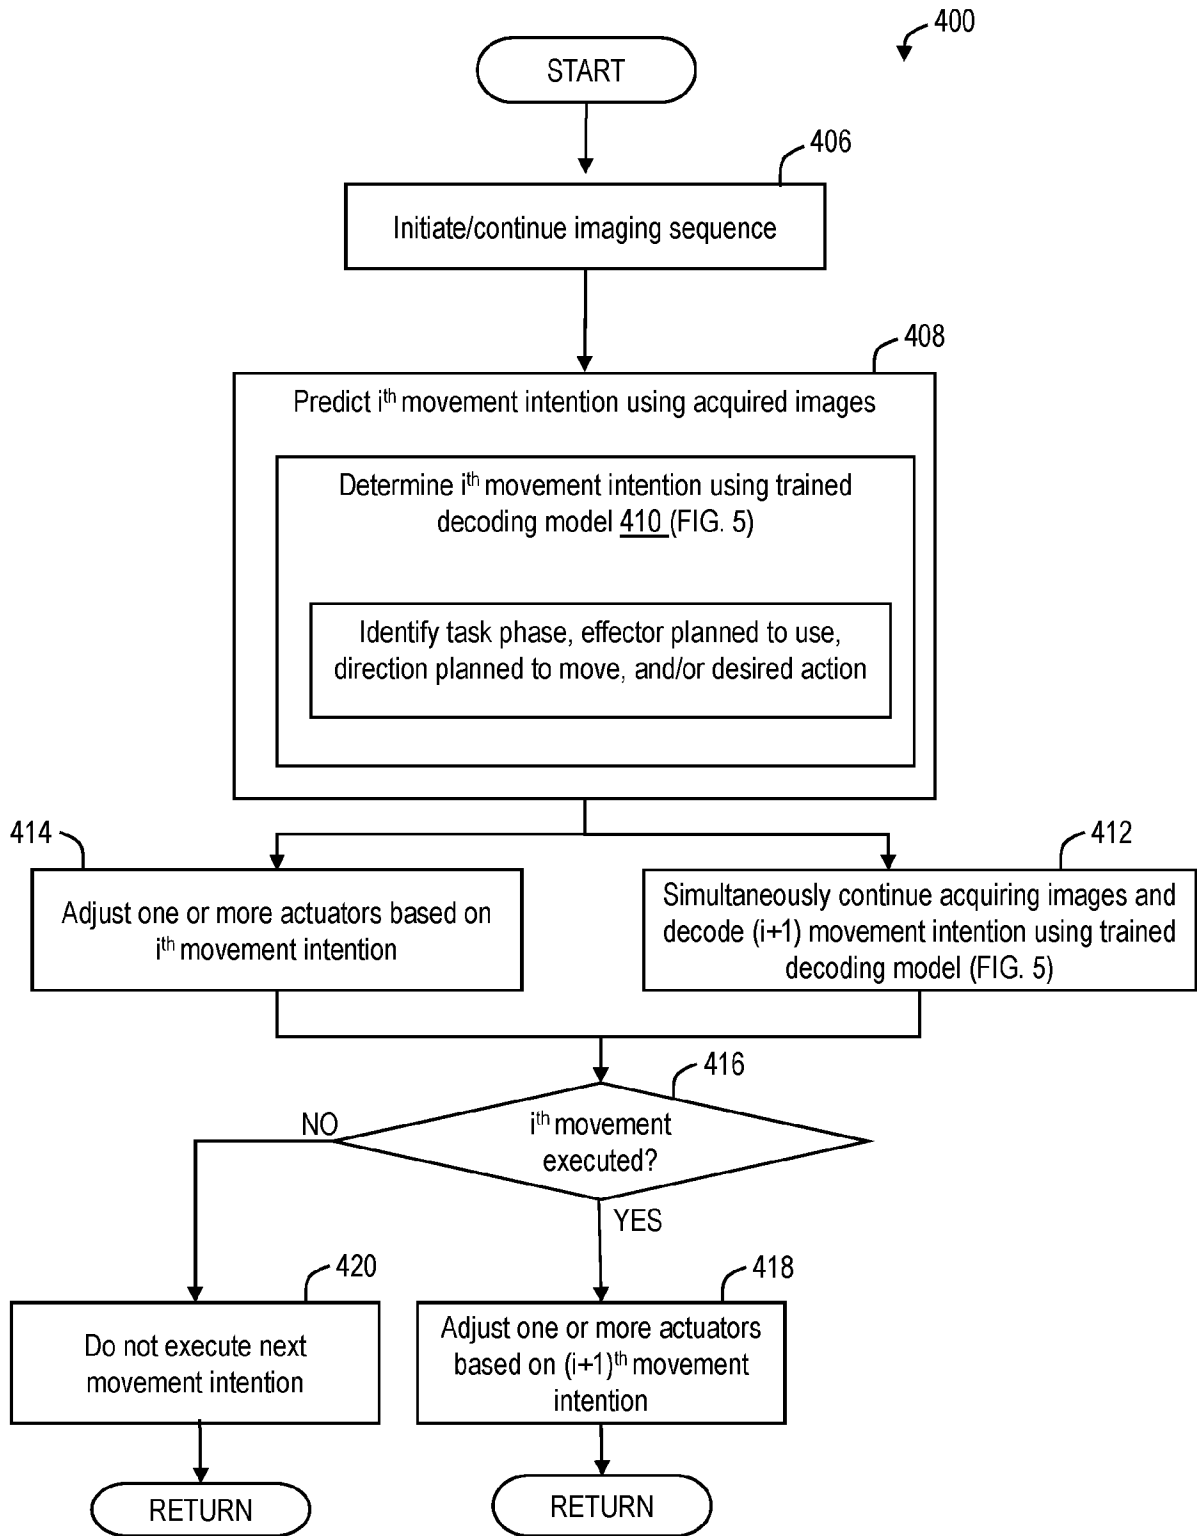 400
START
406
Initiate/continue imaging sequence
408
Predict iᵗʰ movement intention using acquired images
Determine iᵗʰ movement intention using trained
decoding model 410 (FIG. 5)
Identify task phase, effector planned to use,
direction planned to move, and/or desired action
414
412
Adjust one or more actuators based on
iᵗʰ movement intention
Simultaneously continue acquiring images and
decode (i+1) movement intention using trained
decoding model (FIG. 5)
416
iᵗʰ movement
executed?
NO
YES
420
418
Do not execute next
movement intention
Adjust one or more actuators
based on (i+1)ᵗʰ movement
intention
RETURN
RETURN